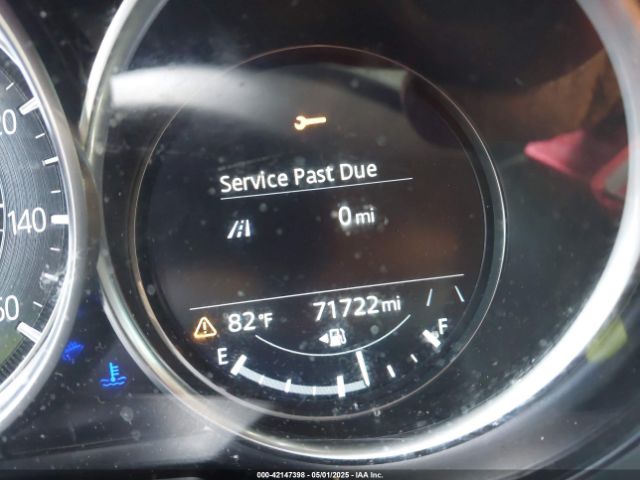 Service Past Due
0 mi
140
82°F 71722 mi
E F
000-42147398 - 05/01/2025 - IAA Inc.